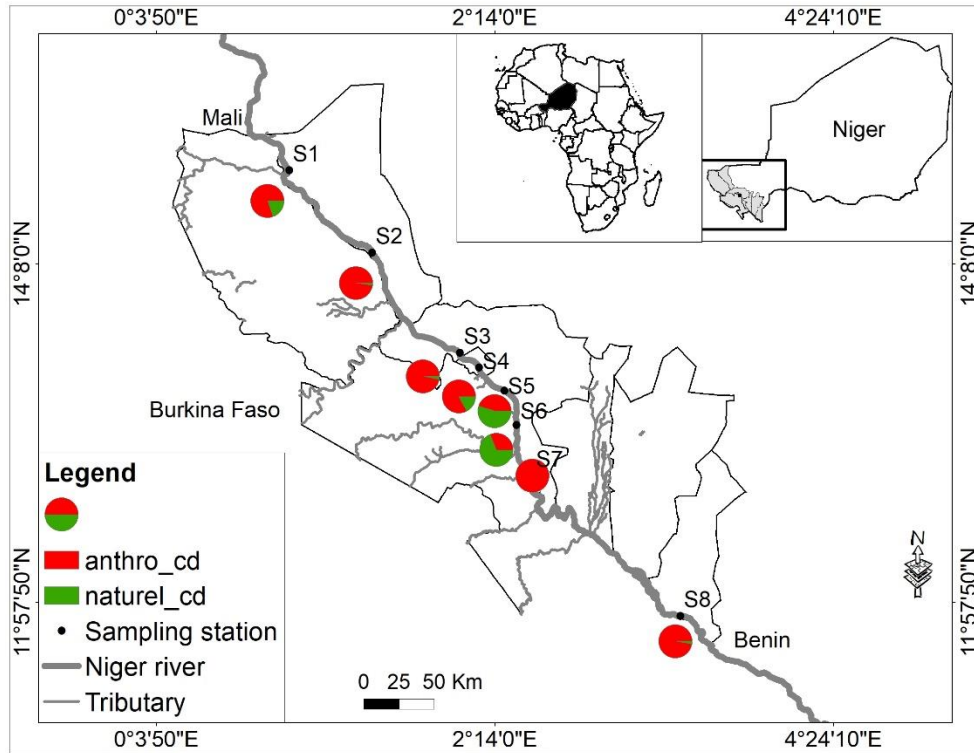 0°3'50"E 2°14'0"E 4°24'10"E
Mali
Niger
S1
S2
14°8'0"N
14°8'0"N
S3
S4
S5
Burkina Faso
S6
S7
Legend
anthro_cd
naturel_cd
Sampling station
Niger river
Tributary
N
11°57'50"N
11°57'50"N
S8
Benin
0 25 50 Km
0°3'50"E 2°14'0"E 4°24'10"E